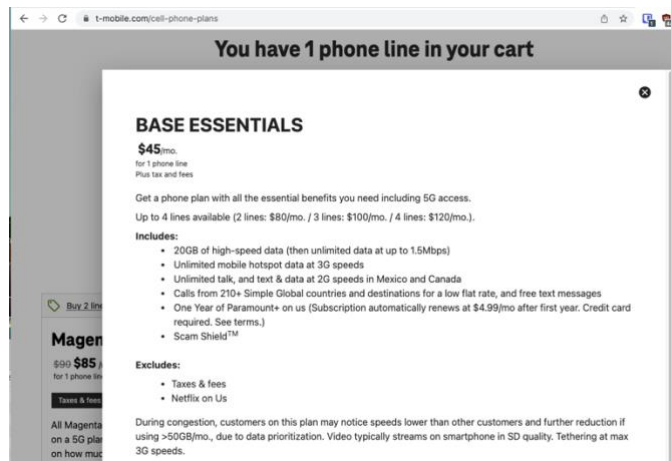 t-mobile.com/cell-phone-plans
You have 1 phone line in your cart
BASE ESSENTIALS
$45/mo.
for 1 phone line
Plus tax and fees
Get a phone plan with all the essential benefits you need including 5G access.
Up to 4 lines available (2 lines: $80/mo. / 3 lines: $100/mo. / 4 lines: $120/mo.).
Includes:
• 20GB of high-speed data (then unlimited data at up to 1.5Mbps)
• Unlimited mobile hotspot data at 3G speeds
• Unlimited talk, and text & data at 2G speeds in Mexico and Canada
• Calls from 210+ Simple Global countries and destinations for a low flat rate, and free text messages
• One Year of Paramount+ on us (Subscription automatically renews at $4.99/mo after first year. Credit card
required. See terms.)
• Scam Shield™
Excludes:
• Taxes & fees
• Netflix on Us
During congestion, customers on this plan may notice speeds lower than other customers and further reduction if
using >50GB/mo., due to data prioritization. Video typically streams on smartphone in SD quality. Tethering at max
3G speeds.
Buy 2 line
Magen
$90 $85
for 1 phone lin
Taxes & fees
All Magenta
on a 5G plan
on how muc